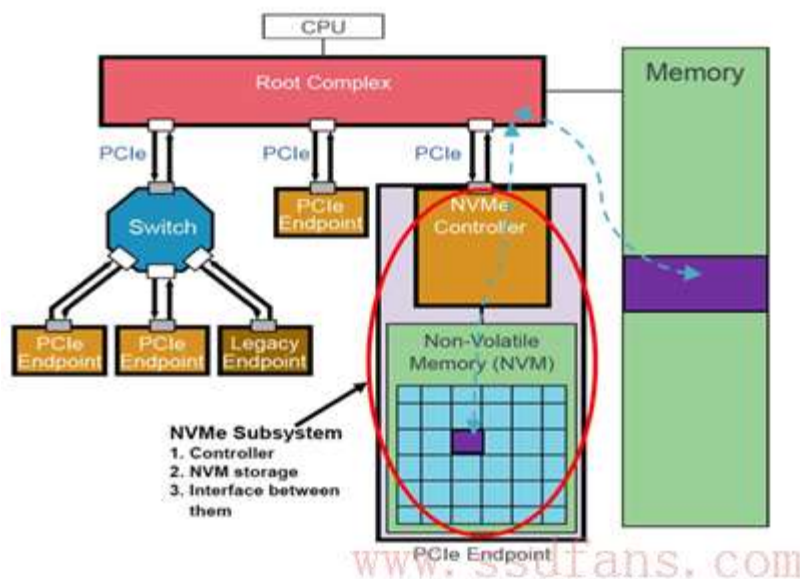 CPU
Root Complex
Memory
PCIe
PCIe
PCIe
Switch
PCIe
Endpoint
NVMe
Controller
PCIe
Endpoint
PCIe
Endpoint
Legacy
Endpoint
Non-Volatile
Memory (NVM)
NVMe Subsystem
1. Controller
2. NVM storage
3. Interface between
them
PCIe Endpoint
www.ssdfans.com